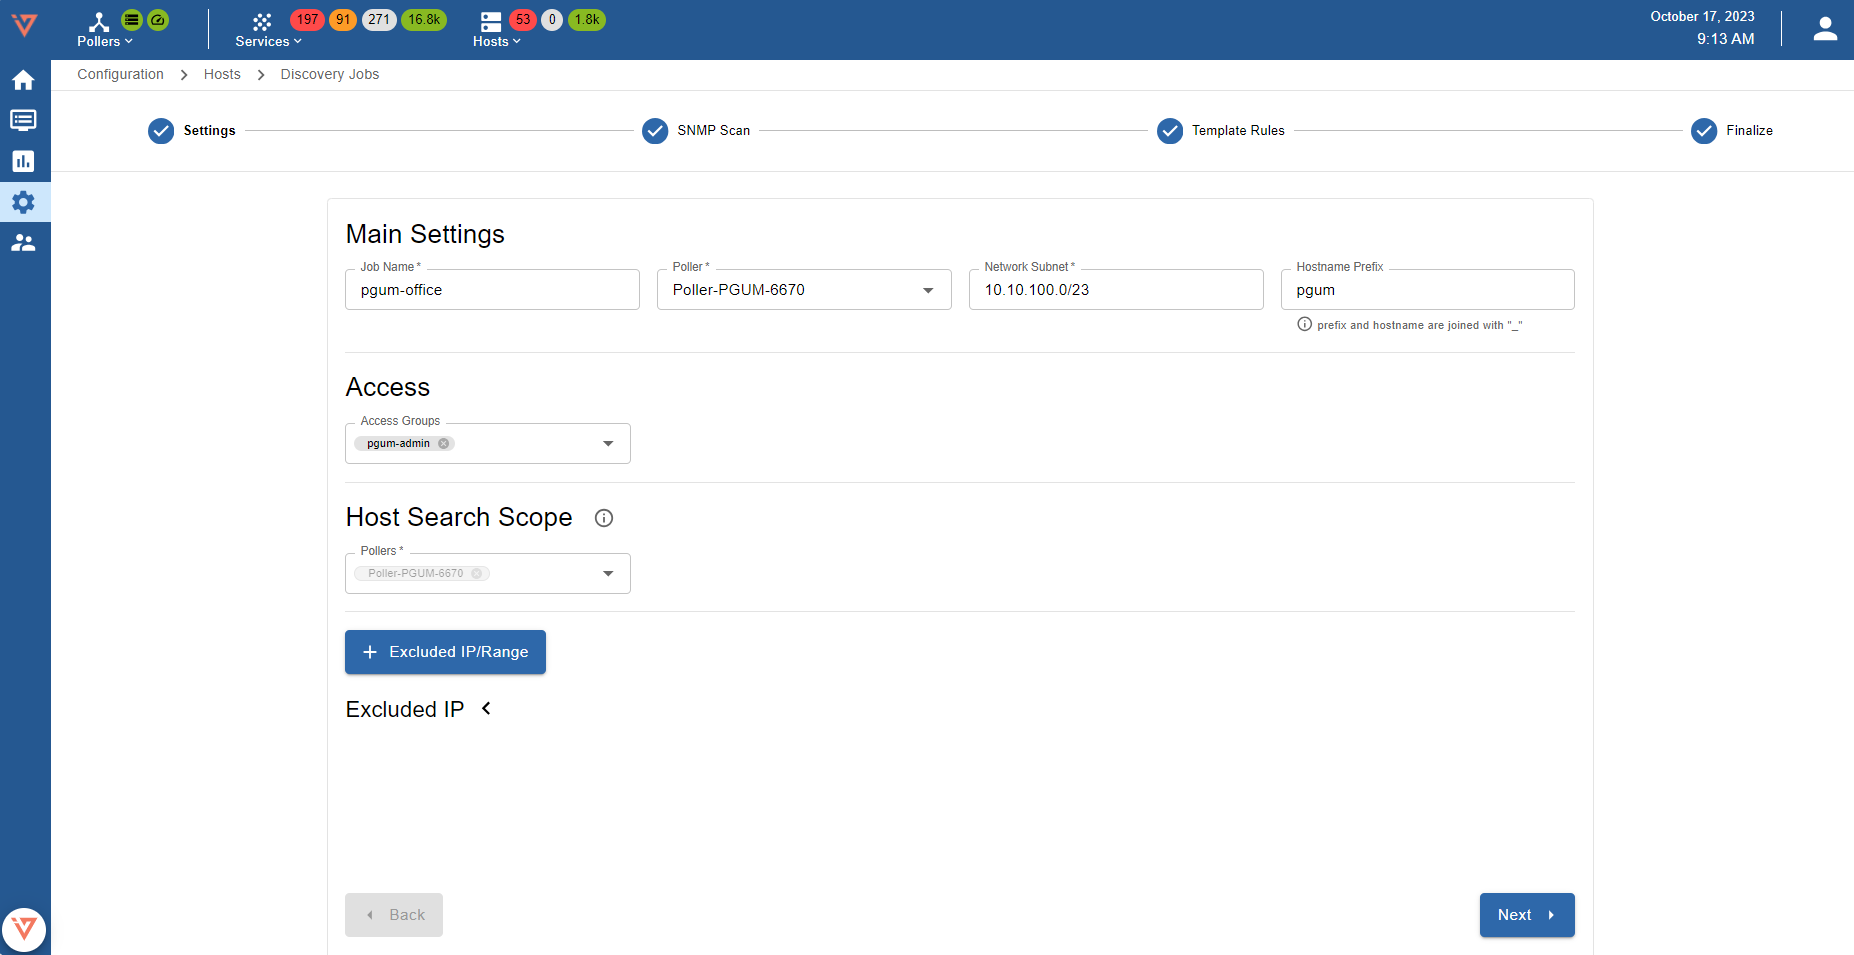 Pollers
Services 197 91 271 16.8k
Hosts 53 0 1.8k
October 17, 2023
9:13 AM
Configuration > Hosts > Discovery Jobs
Settings SNMP Scan Template Rules Finalize
Main Settings
Job Name * Poller * Network Subnet * Hostname Prefix
pgum-office Poller-PGUM-6670 10.10.100.0/23 pgum
prefix and hostname are joined with "_"
Access
Access Groups
pgum-admin
Host Search Scope
Pollers *
Poller-PGUM-6670
+ Excluded IP/Range
Excluded IP
Back
Next